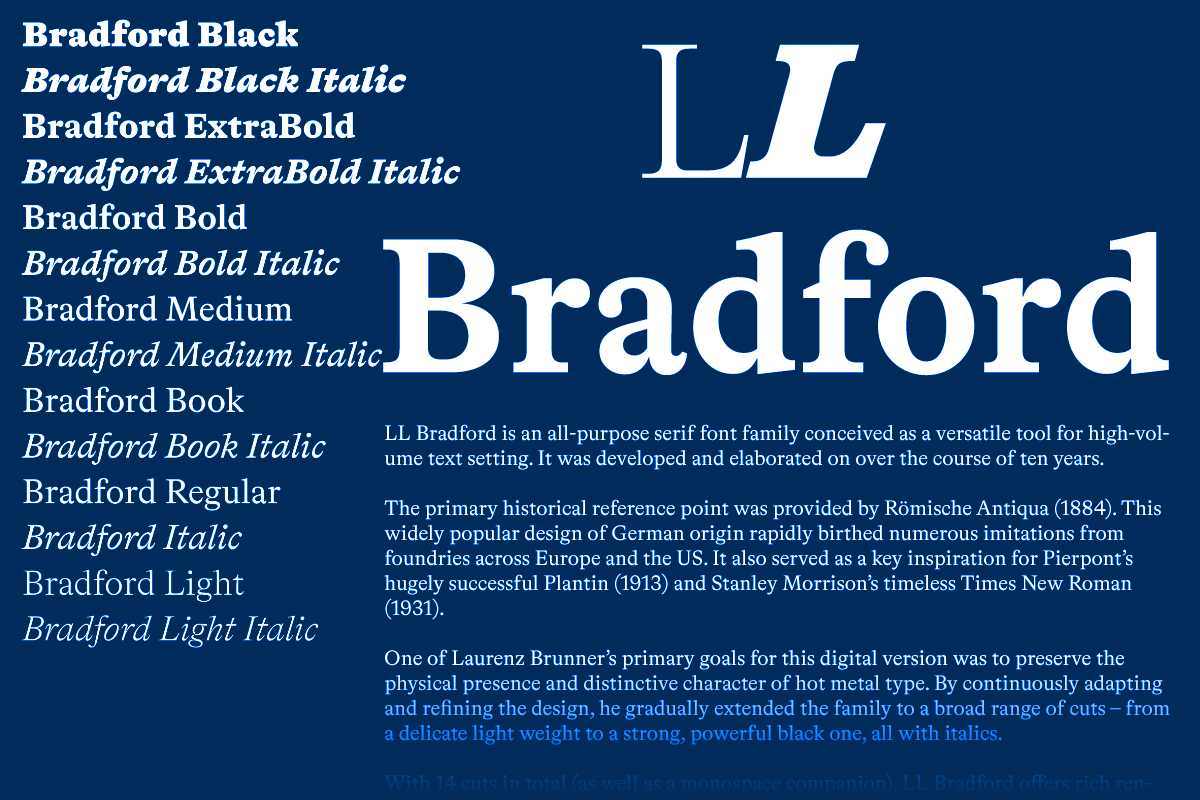 Bradford Black
Bradford Black Italic
Bradford ExtraBold
Bradford ExtraBold Italic
Bradford Bold
Bradford Bold Italic
Bradford Medium
Bradford Medium Italic
Bradford Book
Bradford Book Italic
Bradford Regular
Bradford Italic
Bradford Light
Bradford Light Italic
LL
Bradford
LL Bradford is an all-purpose serif font family conceived as a versatile tool for high-vol-
ume text setting. It was developed and elaborated on over the course of ten years.
The primary historical reference point was provided by Römische Antiqua (1884). This
widely popular design of German origin rapidly birthed numerous imitations from
foundries across Europe and the US. It also served as a key inspiration for Pierpont’s
hugely successful Plantin (1913) and Stanley Morrison’s timeless Times New Roman
(1931).
One of Laurenz Brunner’s primary goals for this digital version was to preserve the
physical presence and distinctive character of hot metal type. By continuously adapting
and refining the design, he gradually extended the family to a broad range of cuts – from
a delicate light weight to a strong, powerful black one, all with italics.
With 14 cuts in total (as well as a monospace companion), LL Bradford offers rich ren-